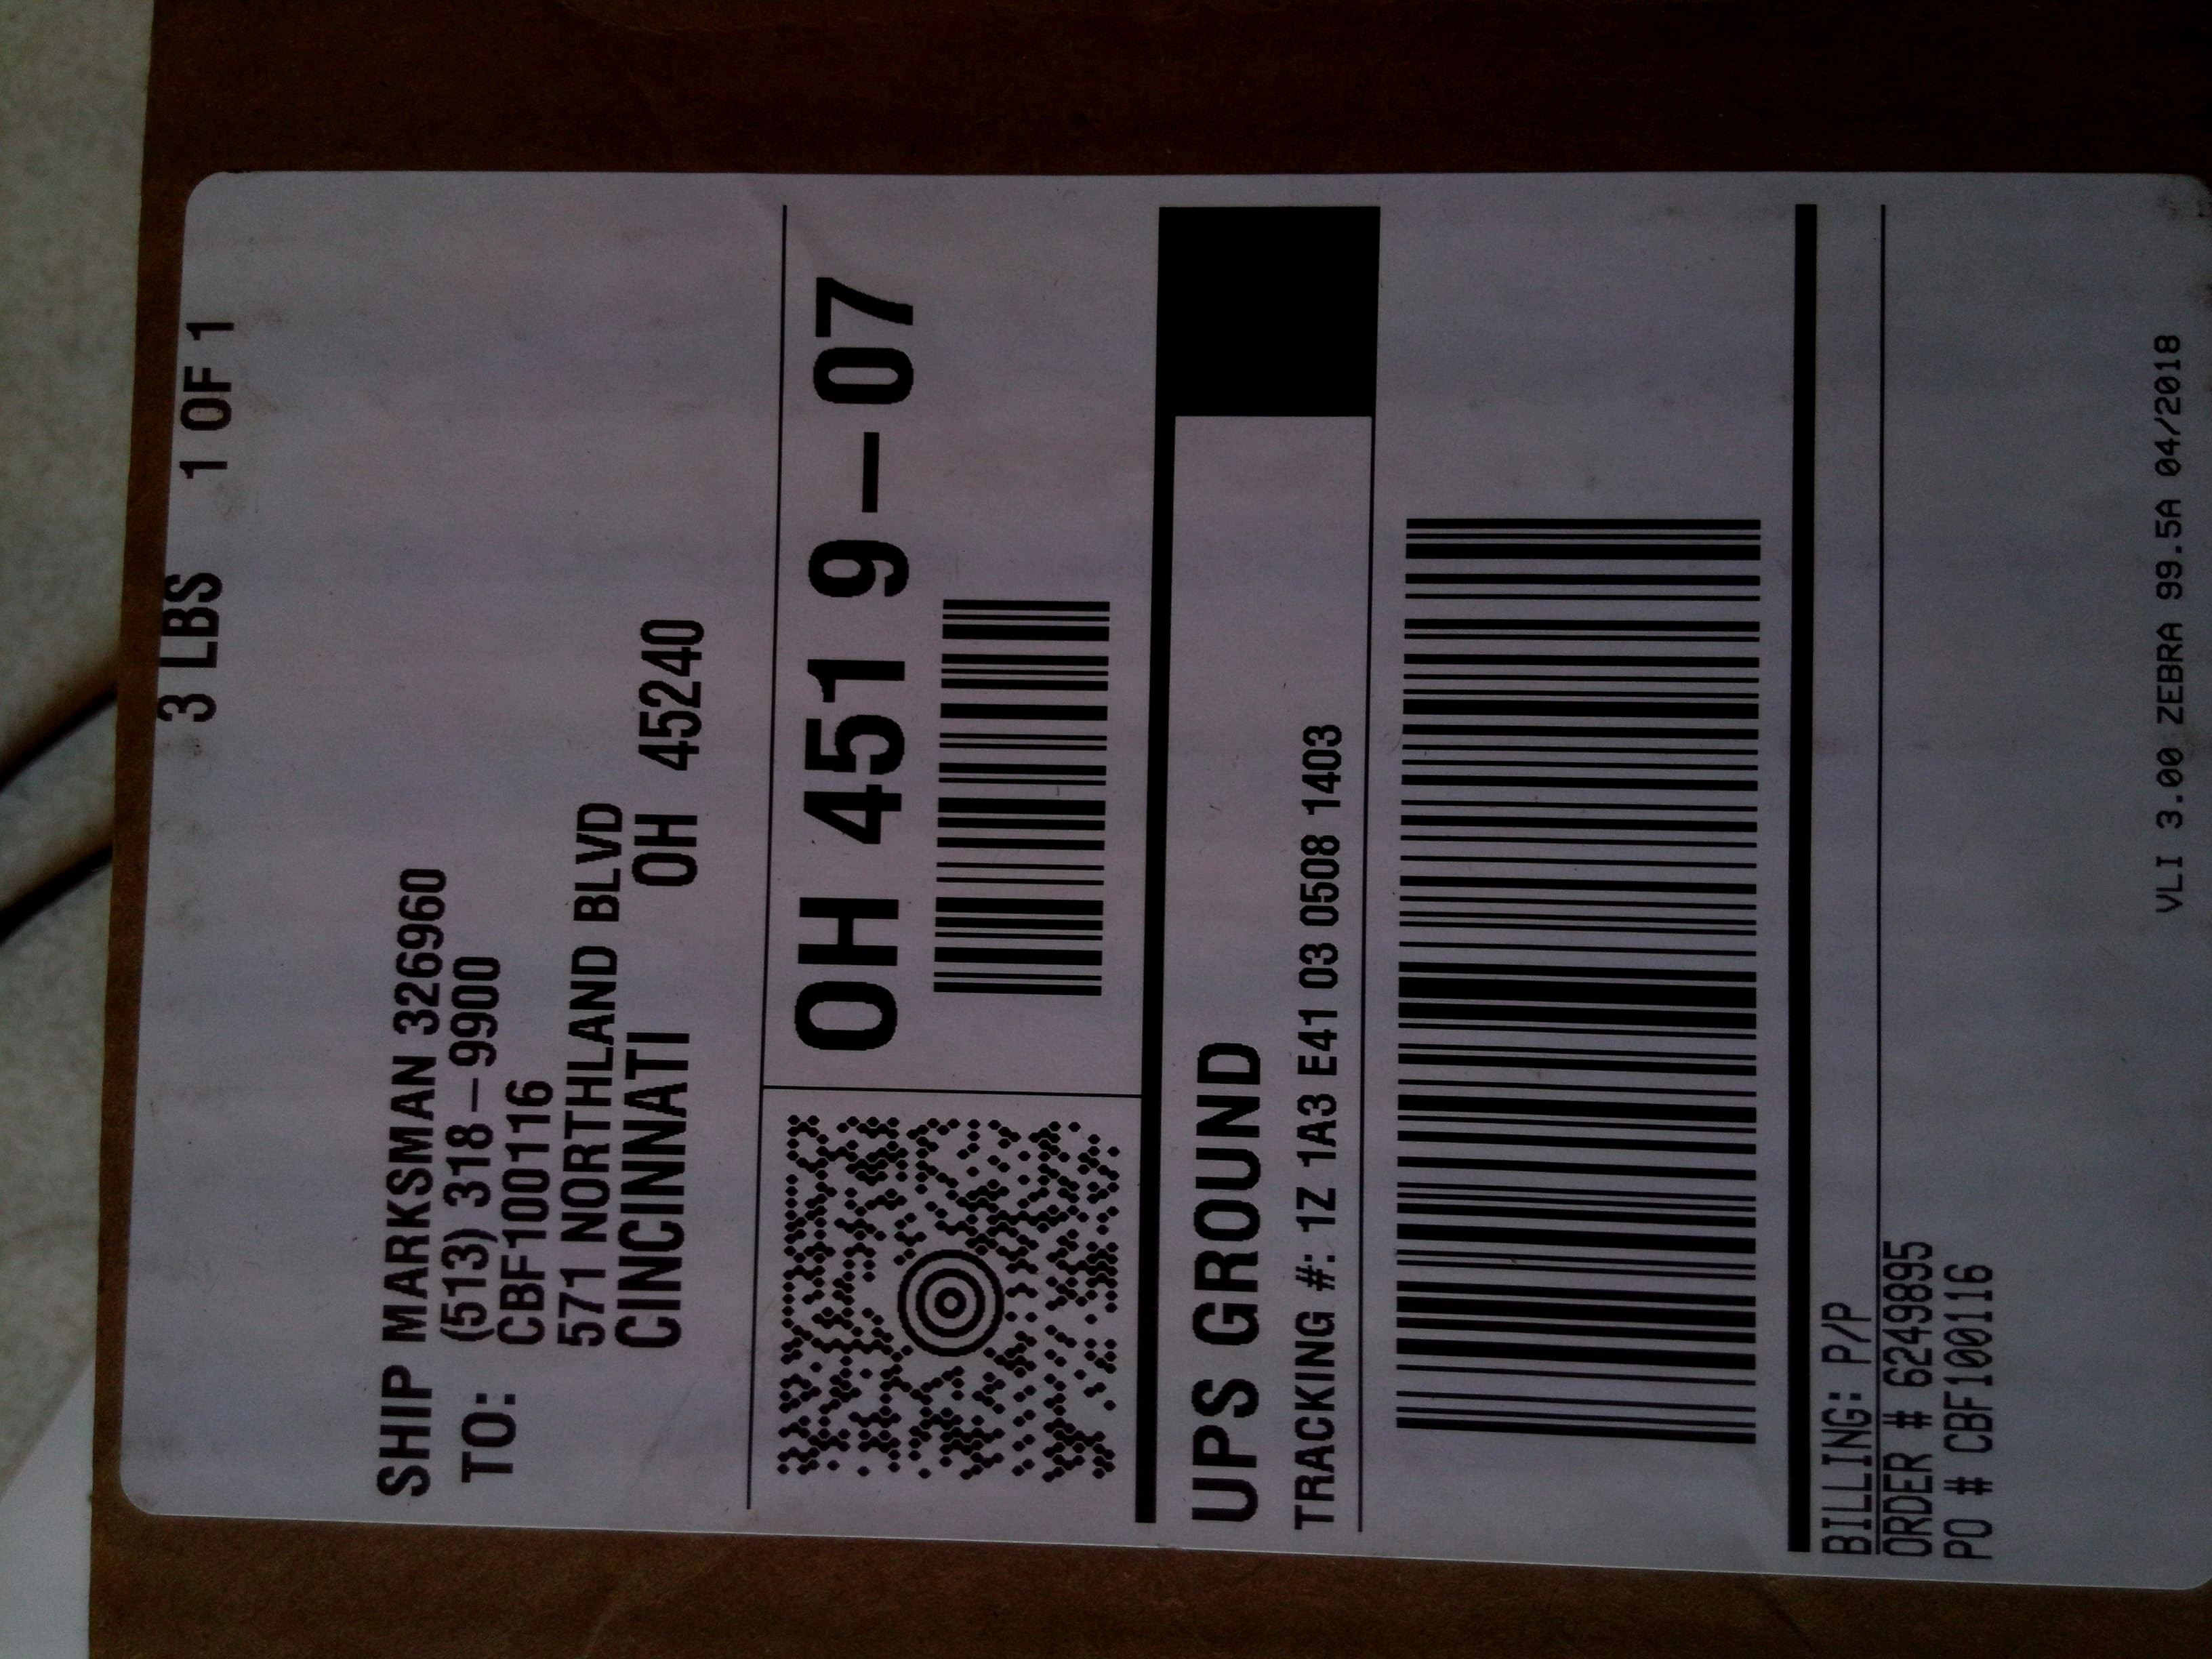 3 LBS 1 OF 1
SHIP MARKSMAN 326960
TO: (513) 318-9900
CBF100116
571 NORTHLAND BLVD
CINCINNATI OH 45240
OH 451 9-07
UPS GROUND
TRACKING #: 1Z 1A3 E41 03 0508 1403
BILLING: P/P
ORDER # 6249895
PO # CBF100116
VLI 3.00 ZEBRA 99.5A 04/2018